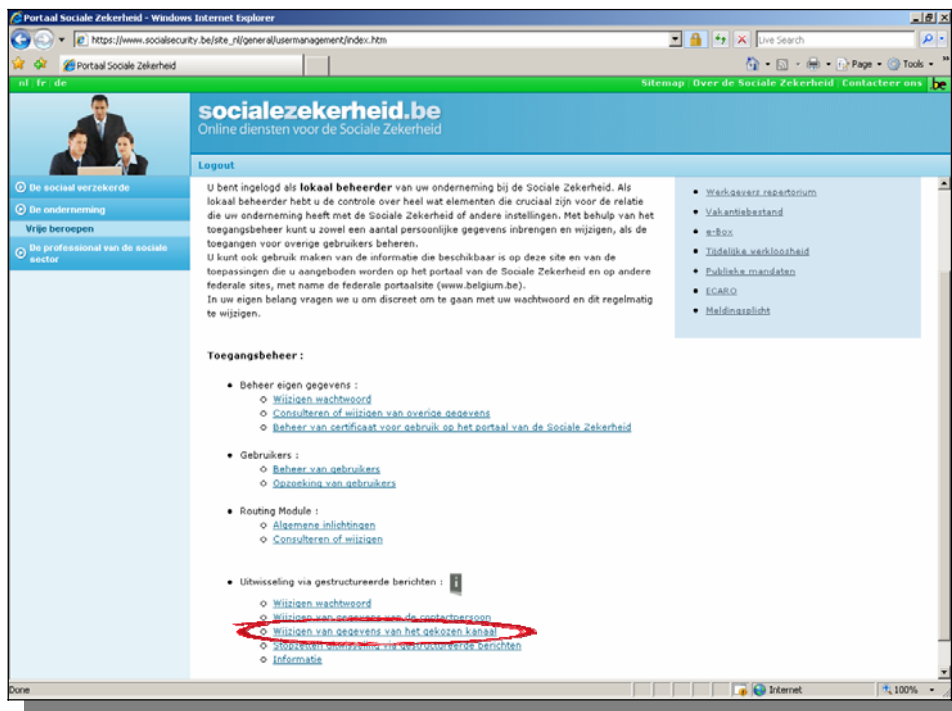 Portaal Sociale Zekerheid - Windows Internet Explorer
https://www.socialsecurity.be/site_nl/general/usermanagement/index.htm
Live Search
Portaal Sociale Zekerheid
Page
Tools
nl | fr | de
Sitemap | Over de Sociale Zekerheid | Contacteer ons
.be
socialezekerheid.be
Online diensten voor de Sociale Zekerheid
Logout
De sociaal verzekerde
De onderneming
Vrije beroepen
De professional van de sociale
sector
U bent ingelogd als lokaal beheerder van uw onderneming bij de Sociale Zekerheid. Als
lokaal beheerder hebt u de controle over heel wat elementen die cruciaal zijn voor de relatie
die uw onderneming heeft met de Sociale Zekerheid of andere instellingen. Met behulp van het
toegangsbeheer kunt u zowel een aantal persoonlijke gegevens inbrengen en wijzigen, als de
toegangen voor overige gebruikers beheren.
U kunt ook gebruik maken van de informatie die beschikbaar is op deze site en van de
toepassingen die u aangeboden worden op het portaal van de Sociale Zekerheid en op andere
federale sites, met name de federale portaalsite (www.belgium.be).
In uw eigen belang vragen we u om discreet om te gaan met uw wachtwoord en dit regelmatig
te wijzigen.
Werkgevers repertorium
Vakantiebestand
e-Box
Tijdelijke werkloosheid
Publieke mandaten
ECARO
Meldingsplicht
Toegangsbeheer :
Beheer eigen gegevens :
Wijzigen wachtwoord
Consulteren of wijzigen van overige gegevens
Beheer van certificaat voor gebruik op het portaal van de Sociale Zekerheid
Gebruikers :
Beheer van gebruikers
Opzoeking van gebruikers
Routing Module :
Algemene inlichtingen
Consulteren of wijzigen
Uitwisseling via gestructureerde berichten :
Wijzigen wachtwoord
Wijzigen van gegevens van de contactpersoon
Wijzigen van gegevens van het gekozen kanaal
Stopzetten uitwisseling via gestructureerde berichten
Informatie
Done
Internet
100%